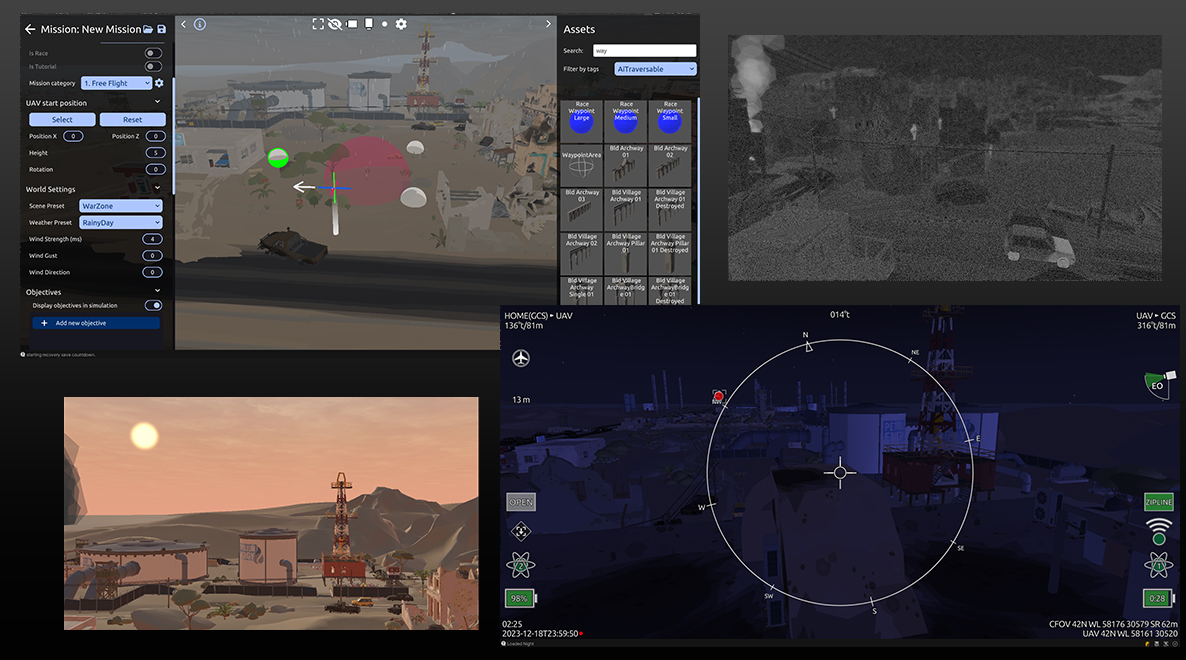 Mission: New Mission
Is Race
Is Tutorial
Mission category 1. Free Flight
UAV start position
Select Reset
Position X 0 Position Z 0
Height 5
Rotation 0
World Settings
Scene Preset WarZone
Weather Preset RainyDay
Wind Strength (ms) 4
Wind Gust 0
Wind Direction 0
Objectives
Display objectives in simulation
+ Add new objective
starting recovery save countdown.
Assets
Search: way
Filter by tags AiTraversable
Race Waypoint Large
Race Waypoint Medium
Race Waypoint Small
WaypointArea
Bld Archway 01
Bld Archway 02
Bld Archway 03
Bld Village Archway 01
Bld Village Archway 01 Destroyed
Bld Village Archway 02
Bld Village Archway Pillar 01
Bld Village Archway Pillar 01 Destroyed
Bld Village Archway Single 01
Bld Village ArchwayBridge 01
Bld Village ArchwayBridge 01 Destroyed
HOME(GCS) ▸ UAV
136°t/81m
014°t
UAV ▸ GCS
316°t/81m
N
NE
E
SE
S
SW
W
NW
EO
13 m
OPEN
2
98%
ZIPLINE
1
0:28
02:25
2023-12-18T23:59:50
Loaded Night
CFOV 42N WL 58176 30579 SR 62m
UAV 42N WL 58161 30520